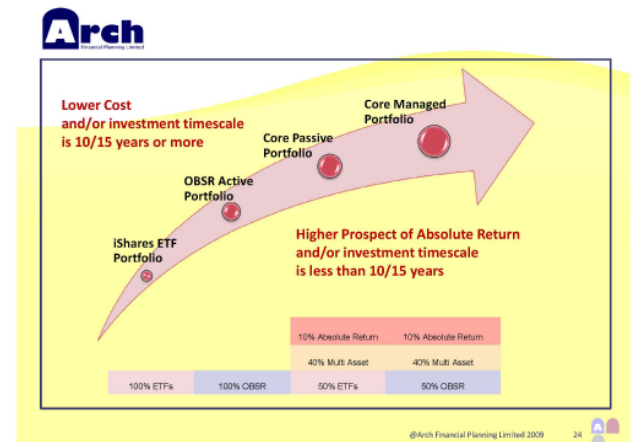 Arch
Financial Planning Limited
Lower Cost
and/or investment timescale
is 10/15 years or more
Core Managed
Portfolio
Core Passive
Portfolio
OBSR Active
Portfolio
iShares ETF
Portfolio
Higher Prospect of Absolute Return
and/or investment timescale
is less than 10/15 years
10% Absolute Return 10% Absolute Return
40% Multi Asset 40% Multi Asset
100% ETFs 100% OBSR 50% ETFs 50% OBSR
@Arch Financial Planning Limited 2009 24